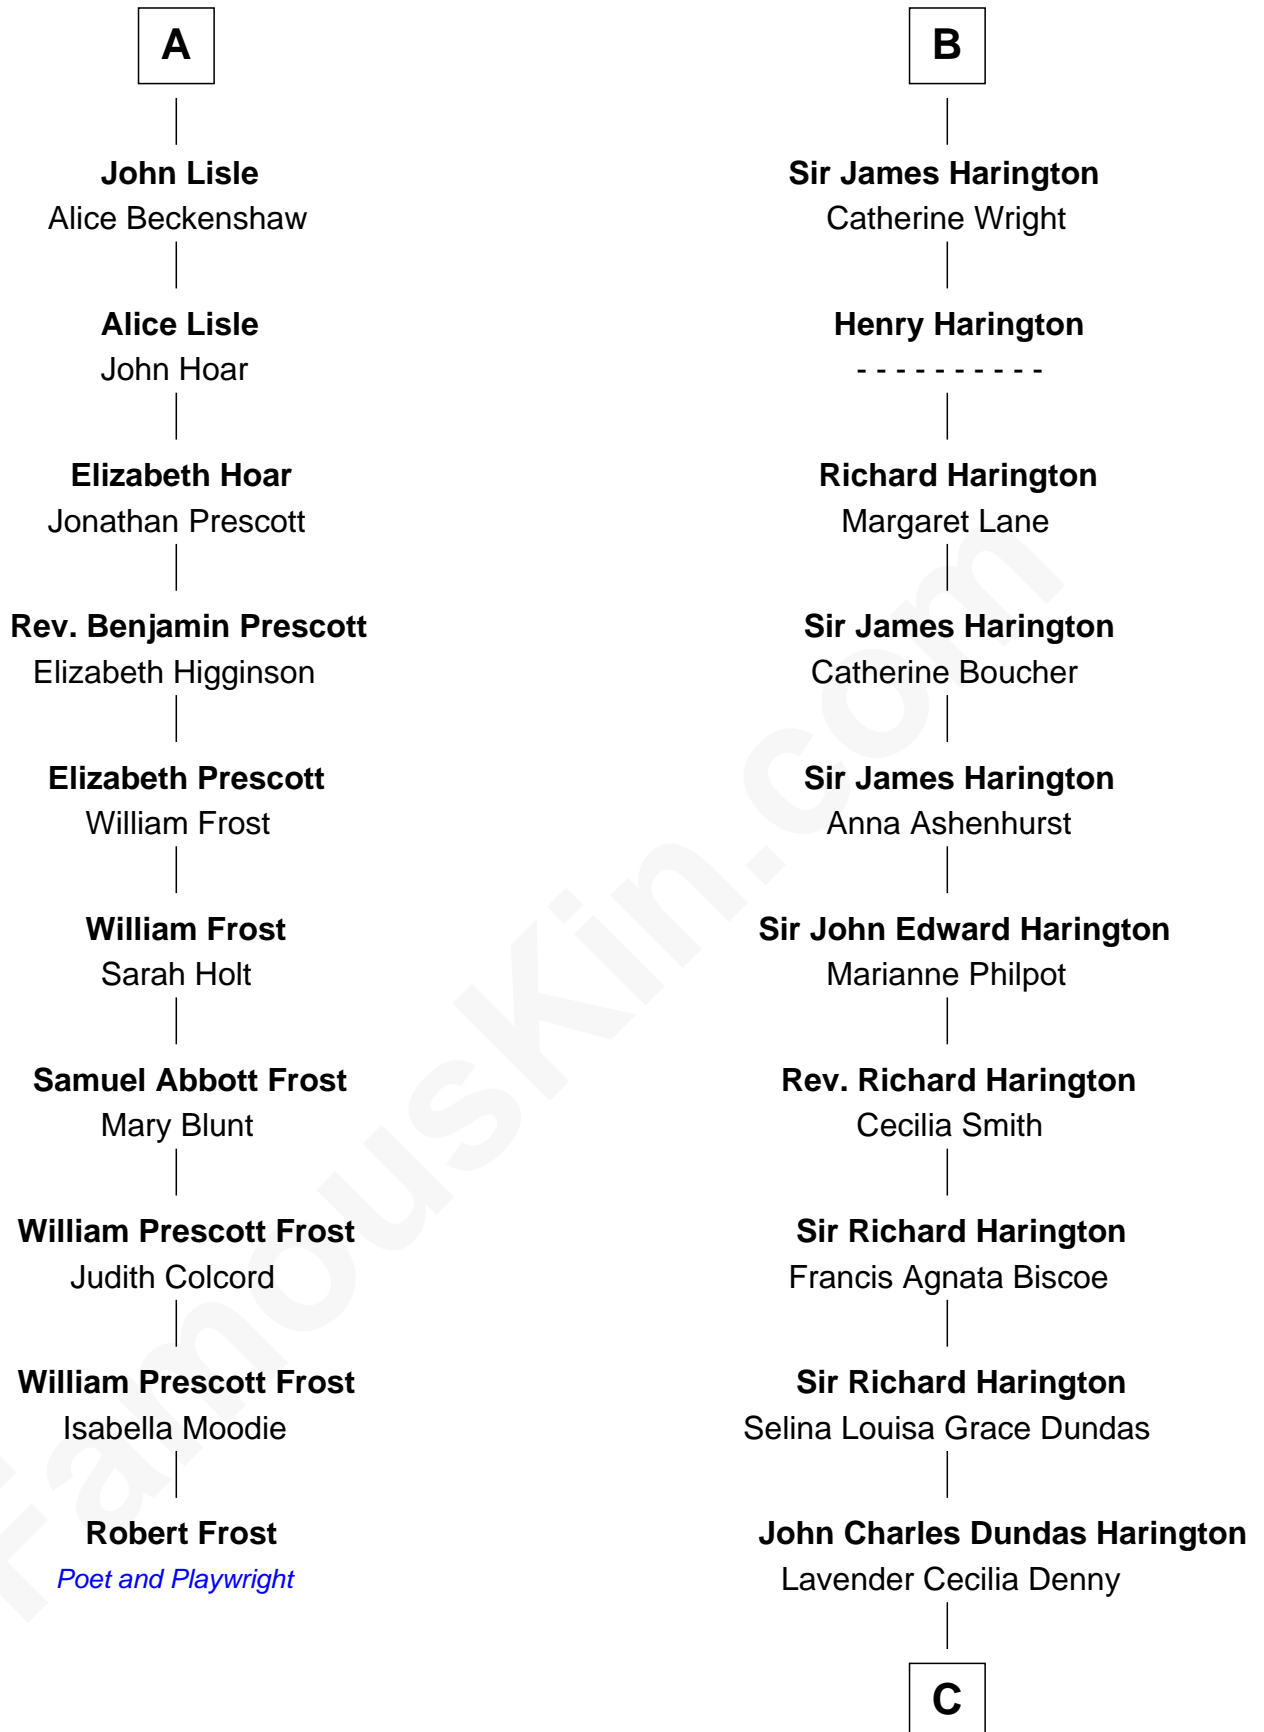 A
John Lisle
Alice Beckenshaw
Alice Lisle
John Hoar
Elizabeth Hoar
Jonathan Prescott
Rev. Benjamin Prescott
Elizabeth Higginson
Elizabeth Prescott
William Frost
William Frost
Sarah Holt
Samuel Abbott Frost
Mary Blunt
William Prescott Frost
Judith Colcord
William Prescott Frost
Isabella Moodie
Robert Frost
Poet and Playwright
B
Sir James Harington
Catherine Wright
Henry Harington
- - - - - - - - - -
Richard Harington
Margaret Lane
Sir James Harington
Catherine Boucher
Sir James Harington
Anna Ashenhurst
Sir John Edward Harington
Marianne Philpot
Rev. Richard Harington
Cecilia Smith
Sir Richard Harington
Francis Agnata Biscoe
Sir Richard Harington
Selina Louisa Grace Dundas
John Charles Dundas Harington
Lavender Cecilia Denny
C
FamousKin.com